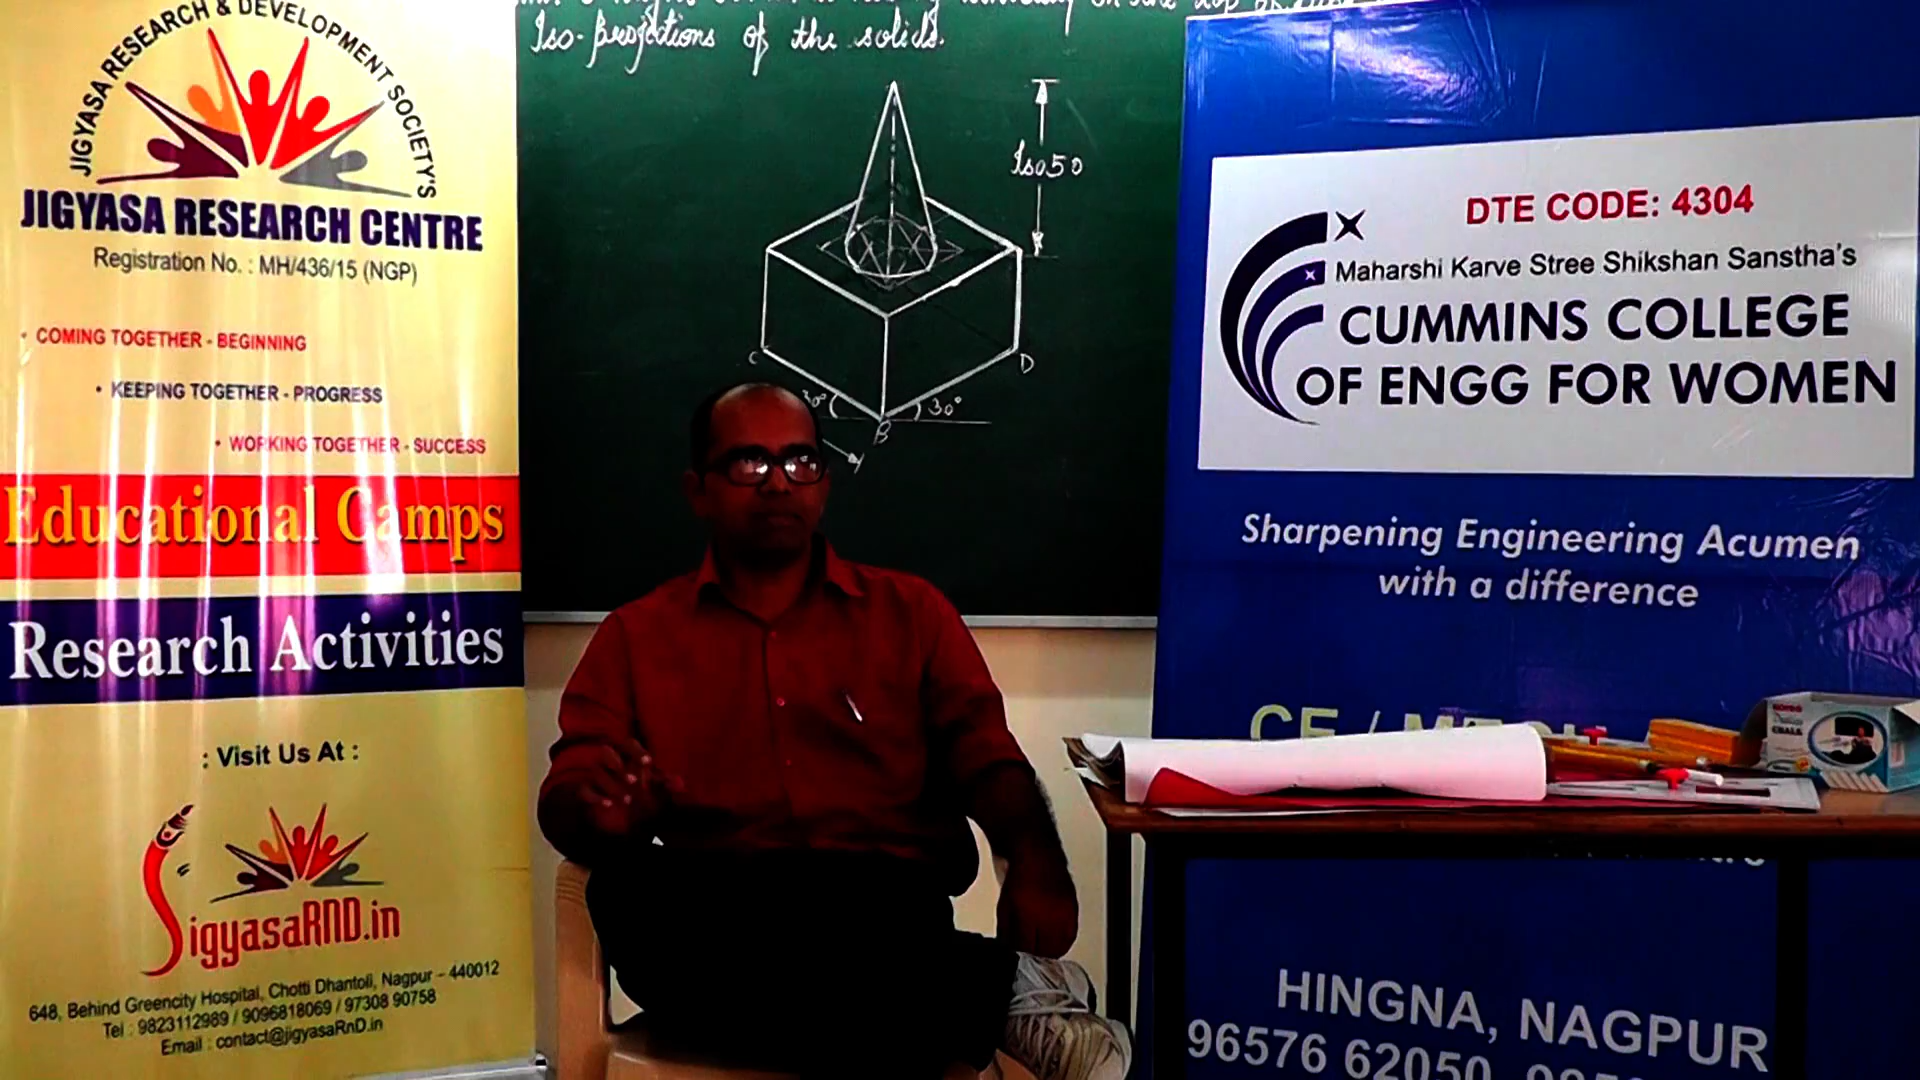 JIGYASA RESEARCH & DEVELOPMENT SOCIETY'S
JIGYASA RESEARCH CENTRE
Registration No. : MH/436/15 (NGP)
• COMING TOGETHER - BEGINNING
• KEEPING TOGETHER - PROGRESS
• WORKING TOGETHER - SUCCESS
Educational Camps
Research Activities
: Visit Us At :
JigyasaRND.in
648, Behind Greencity Hospital, Chotti Dhantoli, Nagpur - 440012
Tel : 9823112989 / 9096818069 / 97308 90758
Email : contact@jigyasaRnD.in
Iso-projections of the solids.
Iso50
C
D
30°
30°
B
DTE CODE: 4304
Maharshi Karve Stree Shikshan Sanstha's
CUMMINS COLLEGE
OF ENGG FOR WOMEN
Sharpening Engineering Acumen
with a difference
CE /
HINGNA, NAGPUR
96576 62050,
CHALK